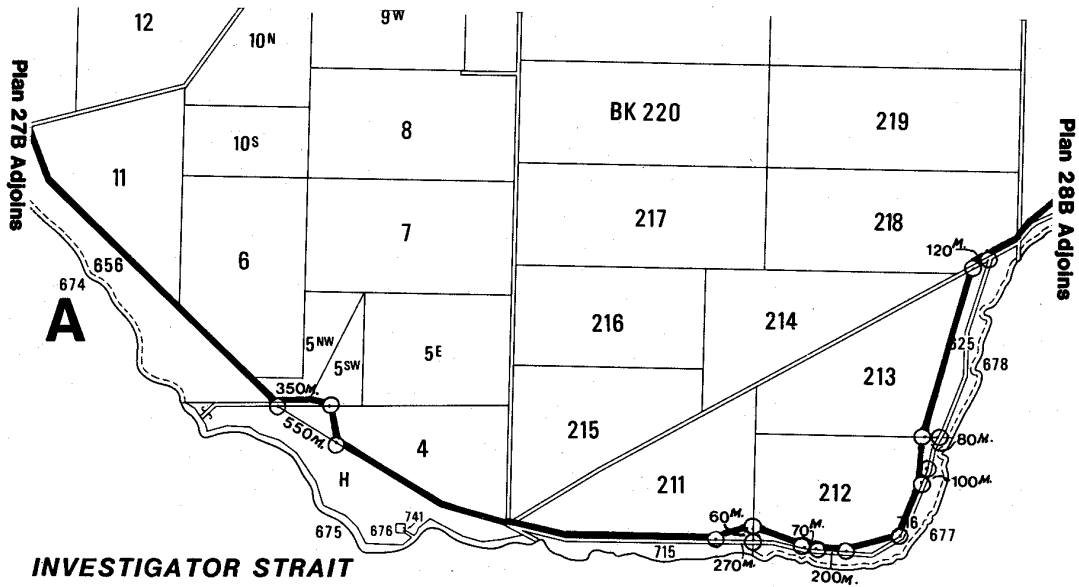 12
10N
9W
BK 220
219
8
10S
11
217
218
7
6
656
674
A
Plan 27B Adjoins
Plan 28B Adjoins
120M.
216
214
5NW
5SW
5E
625
678
213
350M.
550M.
4
215
80M.
H
211
212
100M.
675
676
741
60M.
70M.
716
677
715
270M.
200M.
INVESTIGATOR STRAIT